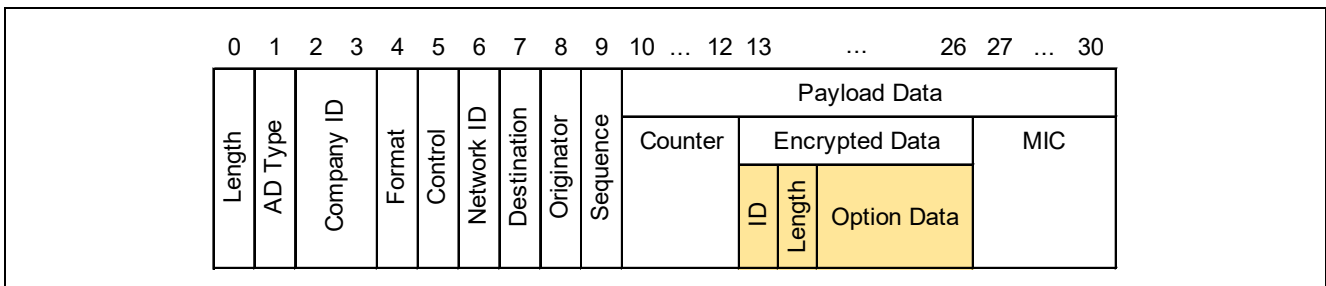 0 1 2 3 4 5 6 7 8 9 10 ... 12 13 ... 26 27 ... 30
Length
AD Type
Company ID
Format
Control
Network ID
Destination
Originator
Sequence
Payload Data
Counter
Encrypted Data
MIC
ID
Length
Option Data